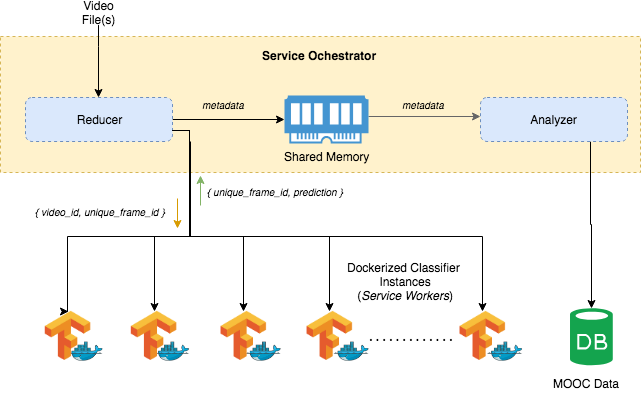 Video
File(s)
Service Ochestrator
Reducer
metadata
metadata
Analyzer
Shared Memory
{ unique_frame_id, prediction }
{ video_id, unique_frame_id }
Dockerized Classifier
Instances
(Service Workers)
DB
MOOC Data